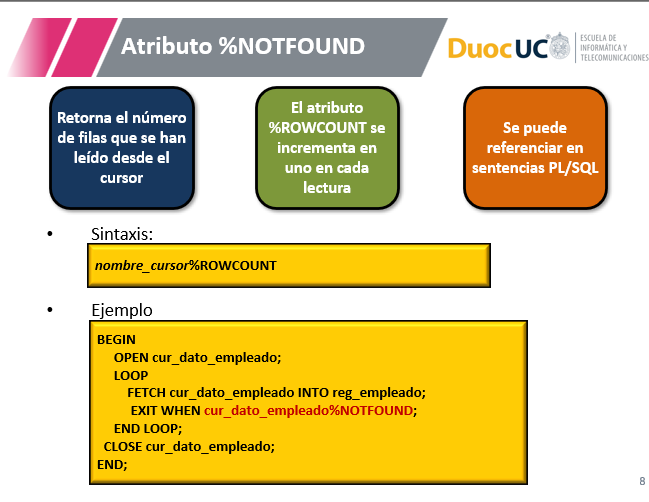 Atributo %NOTFOUND
Duoc UC
ESCUELA DE
INFORMÁTICA Y
TELECOMUNICACIONES
Retorna el número
de filas que se han
leído desde el
cursor
El atributo
%ROWCOUNT se
incrementa en
uno en cada
lectura
Se puede
referenciar en
sentencias PL/SQL
• Sintaxis:
nombre_cursor%ROWCOUNT
• Ejemplo
BEGIN
OPEN cur_dato_empleado;
LOOP
FETCH cur_dato_empleado INTO reg_empleado;
EXIT WHEN cur_dato_empleado%NOTFOUND;
END LOOP;
CLOSE cur_dato_empleado;
END;
8